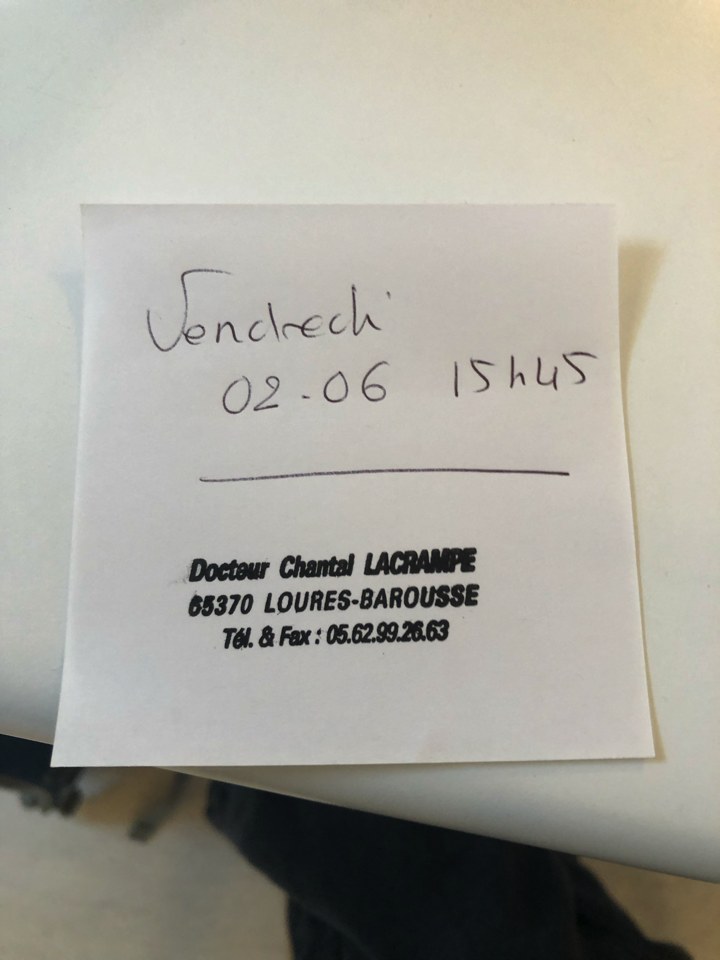 Vendredi
02-06 15h45
Docteur Chantal LACRAMPE
65370 LOURES-BAROUSSE
Tél. & Fax : 05.62.99.26.63